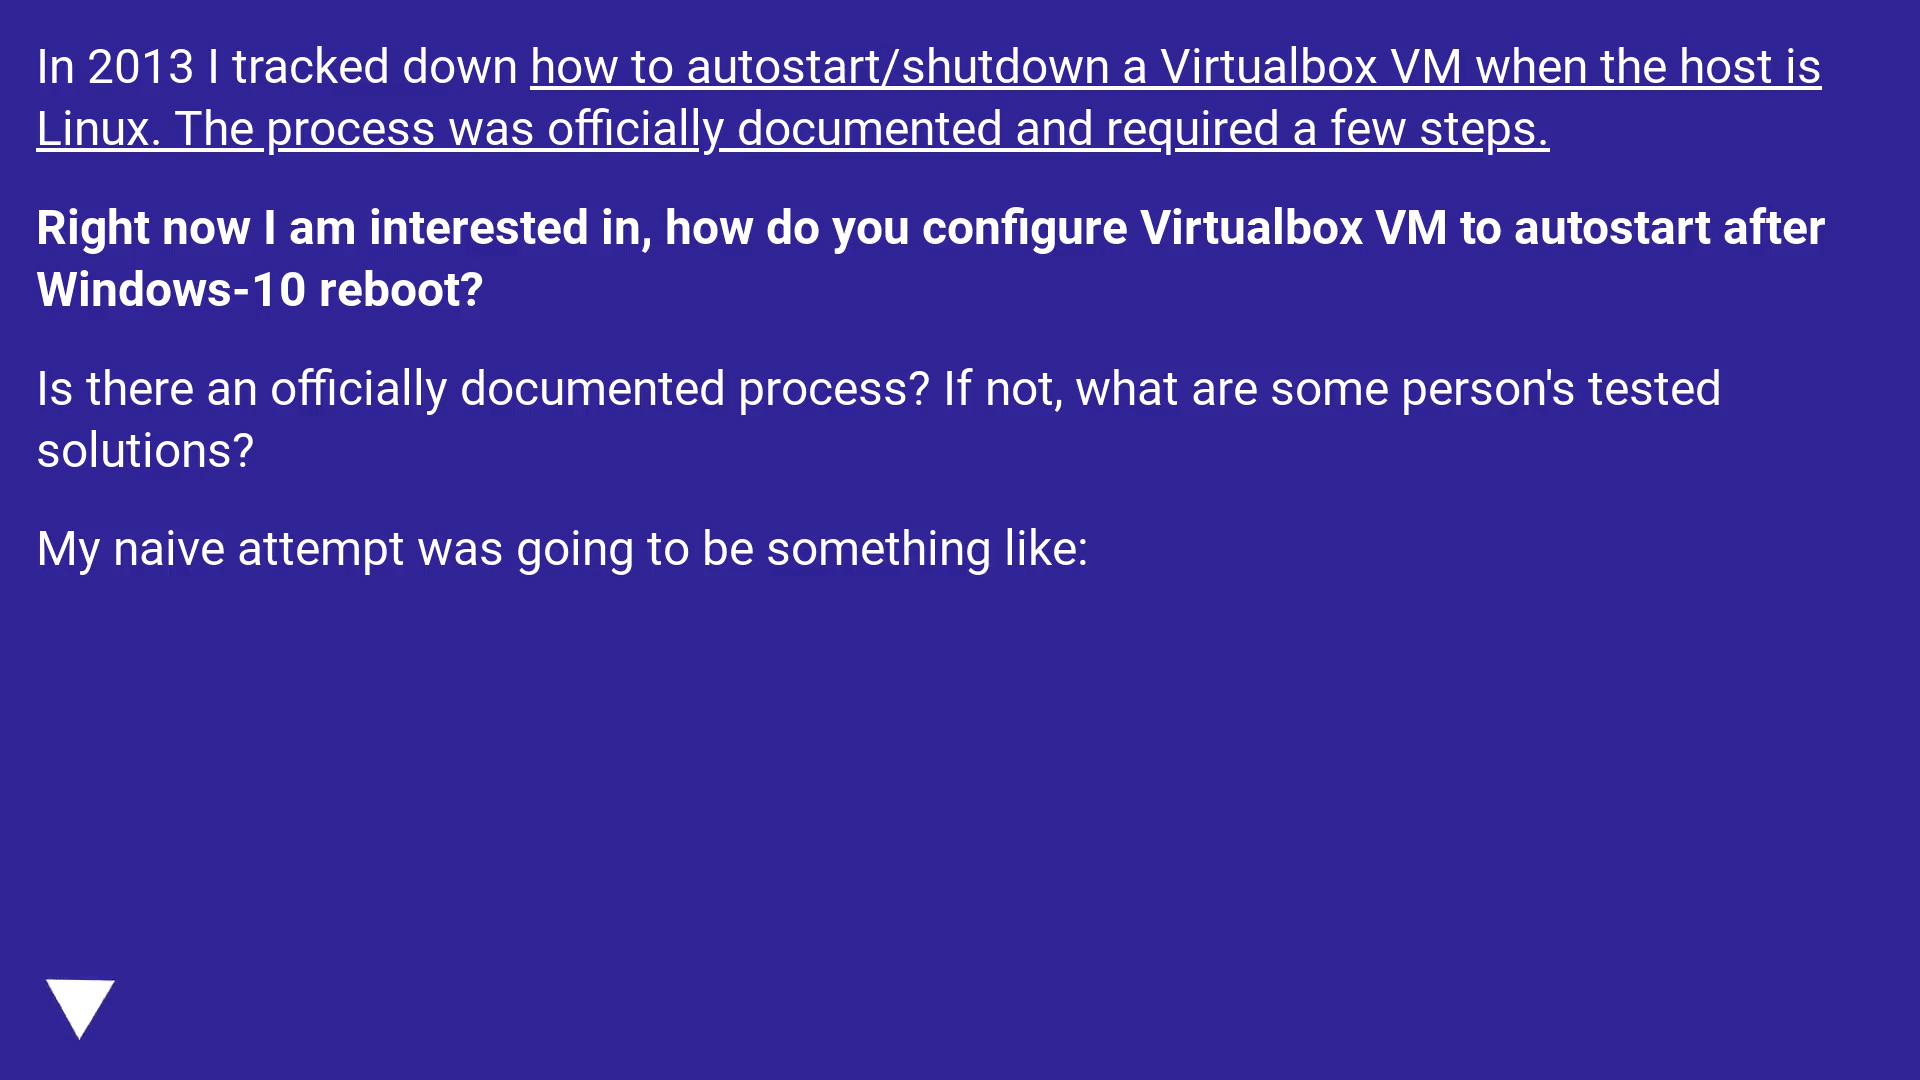 In 2013 I tracked down how to autostart/shutdown a Virtualbox VM when the host is
Linux. The process was officially documented and required a few steps.
Right now I am interested in, how do you configure Virtualbox VM to autostart after
Windows-10 reboot?
Is there an officially documented process? If not, what are some person's tested
solutions?
My naive attempt was going to be something like: